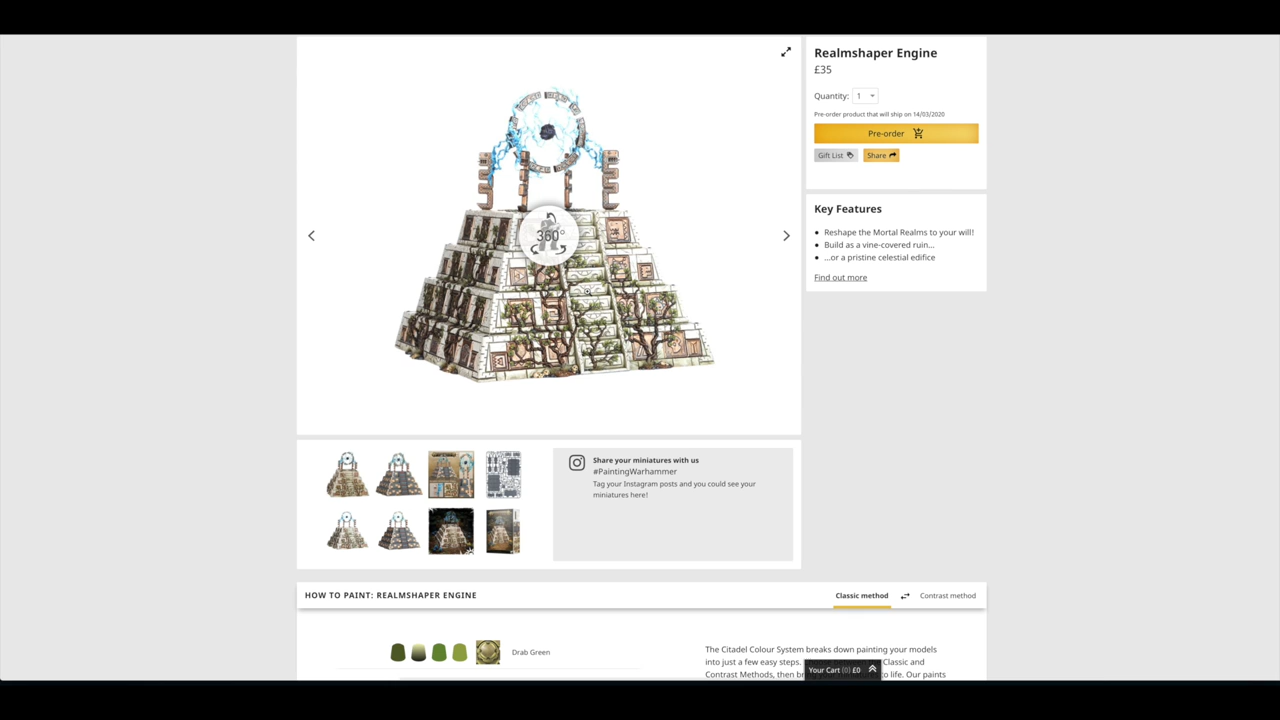 Realmshaper Engine
£35
Quantity: 1
Pre-order product that will ship on 14/03/2020
Pre-order
Gift List
Share
360°
Key Features
Reshape the Mortal Realms to your will!
Build as a vine-covered ruin...
...or a pristine celestial edifice
Find out more
Share your miniatures with us
#PaintingWarhammer
Tag your Instagram posts and you could see your
miniatures here!
HOW TO PAINT: REALMSHAPER ENGINE
Classic method
Contrast method
Drab Green
The Citadel Colour System breaks down painting your models
into just a few easy steps. Classic and
Contrast Methods, then to life. Our paints
Your Cart (0) £0